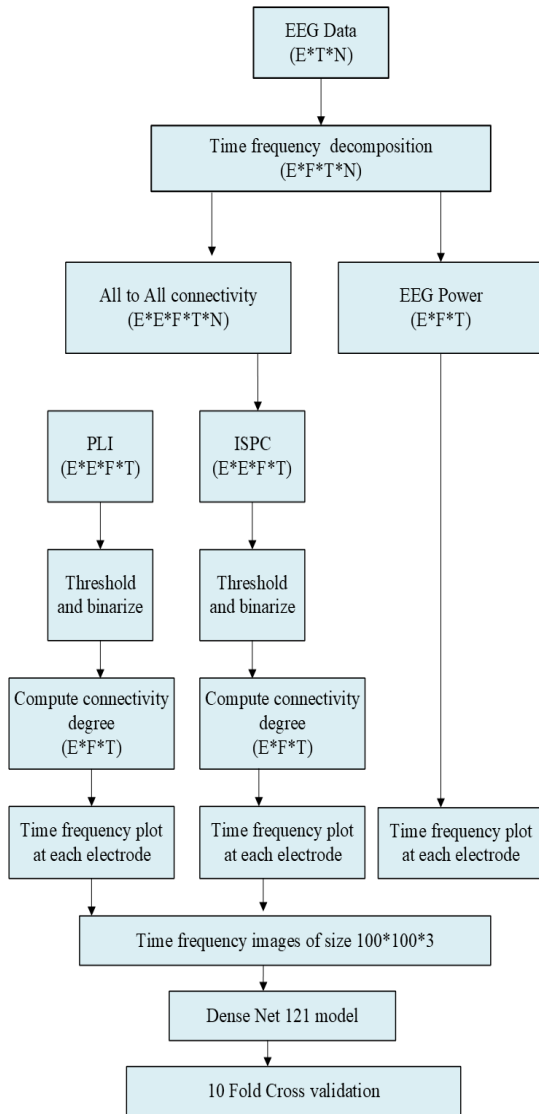 EEG Data
(E*T*N)
Time frequency decomposition
(E*F*T*N)
All to All connectivity
(E*E*F*T*N)
EEG Power
(E*F*T)
PLI
(E*E*F*T)
ISPC
(E*E*F*T)
Threshold
and binarize
Threshold
and binarize
Compute connectivity
degree
(E*F*T)
Compute connectivity
degree
(E*F*T)
Time frequency plot
at each electrode
Time frequency plot
at each electrode
Time frequency plot
at each electrode
Time frequency images of size 100*100*3
Dense Net 121 model
10 Fold Cross validation